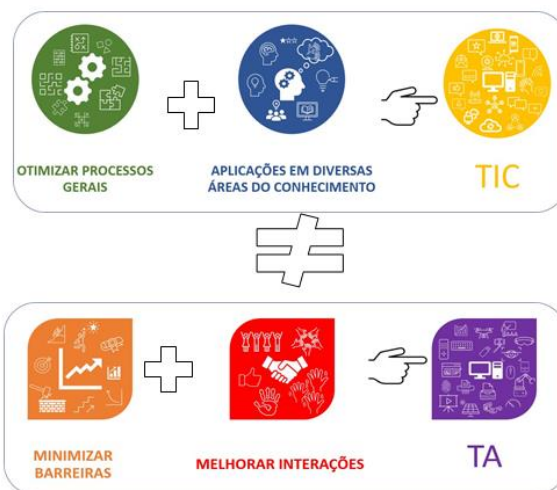 OTIMIZAR PROCESSOS
GERAIS
APLICAÇÕES EM DIVERSAS
ÁREAS DO CONHECIMENTO
TIC
MINIMIZAR
BARREIRAS
MELHORAR INTERAÇÕES
TA